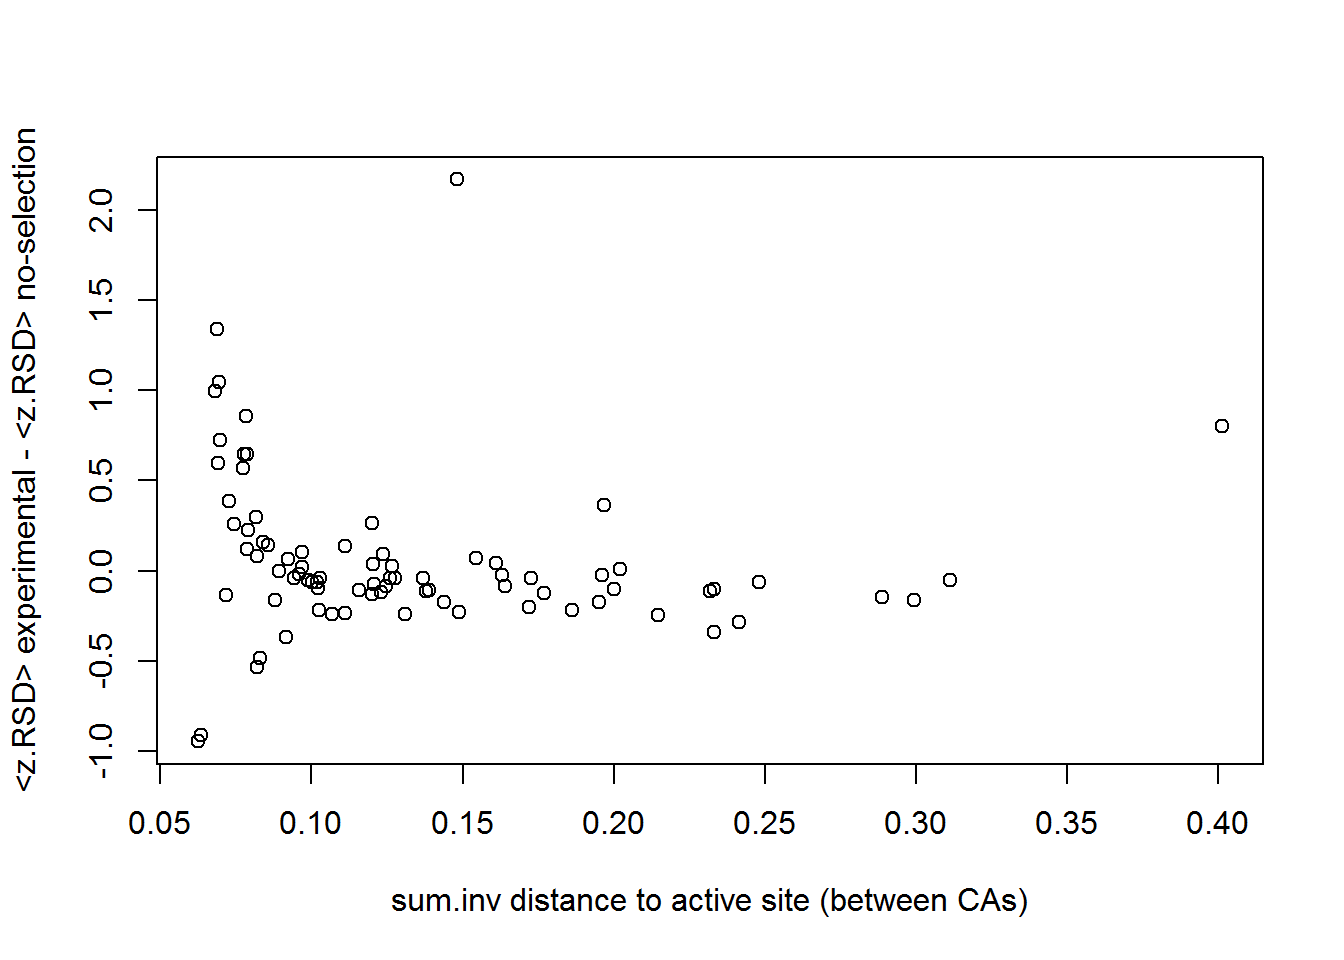 <z.RSD> experimental - <z.RSD> no-selection
2.0
1.5
1.0
0.5
0.0
-0.5
-1.0
0.05 0.10 0.15 0.20 0.25 0.30 0.35 0.40
sum.inv distance to active site (between CAs)